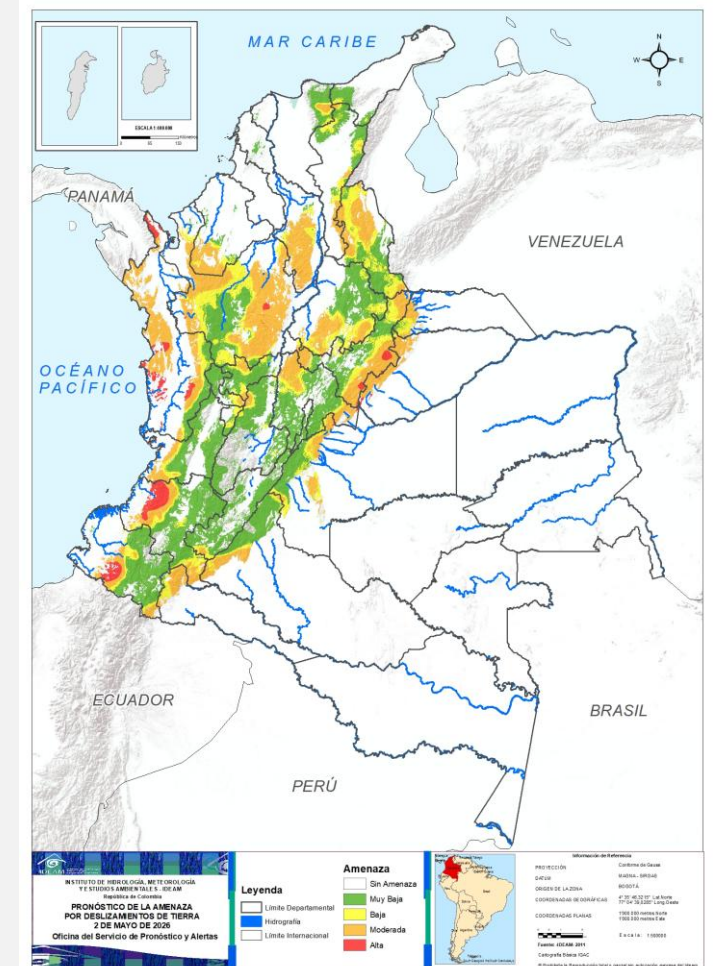 MAR CARIBE
N
W
E
S
PANAMÁ
VENEZUELA
OCÉANO
PACÍFICO
ECUADOR
BRASIL
PERÚ
IDEAM
INSTITUTO DE HIDROLOGÍA, METEOROLOGÍA
Y ESTUDIOS AMBIENTALES - IDEAM
República de Colombia
PRONÓSTICO DE LA AMENAZA
POR DESLIZAMIENTOS DE TIERRA
2 DE MAYO DE 2026
Oficina del Servicio de Pronóstico y Alertas
Leyenda
Límite Departamental
Hidrografía
Límite Internacional
Amenaza
Sin Amenaza
Muy Baja
Baja
Moderada
Alta
Información de Referencia
PROYECCIÓN
Conforme de Gauss
DATUM
MAGNA - SIRGAS
ORIGEN DE LA ZONA
BOGOTÁ
COORDENADAS GEOGRÁFICAS
COORDENADAS PLANAS
Fuente: IDEAM. 2011
Cartografía Básica IGAC